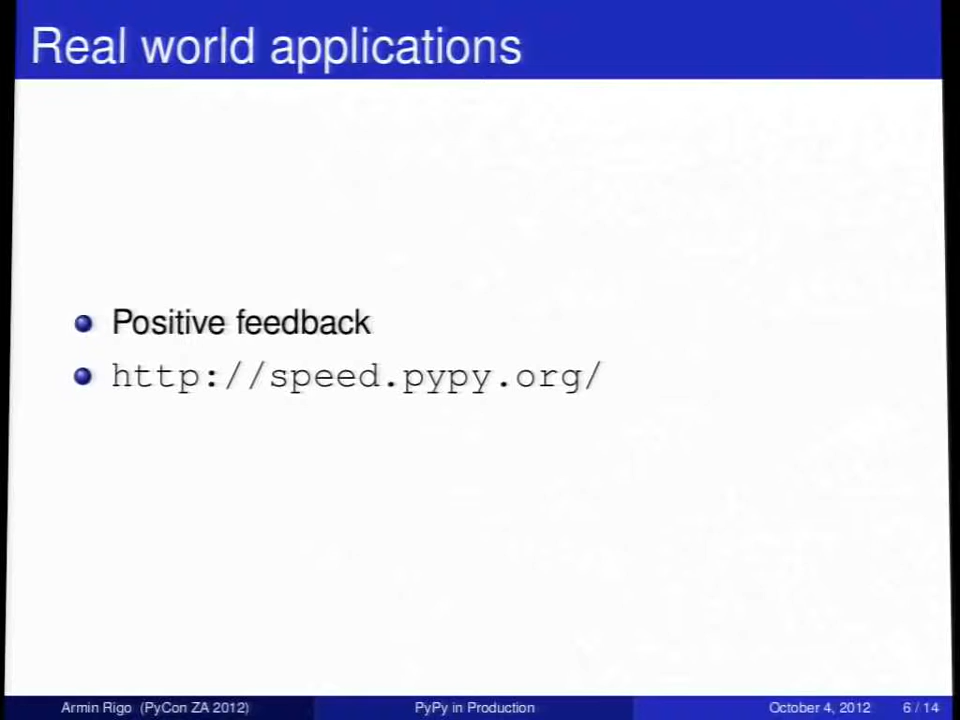 Real world applications
Positive feedback
http://speed.pypy.org/
Armin Rigo (PyCon ZA 2012) PyPy in Production October 4, 2012 6 / 14